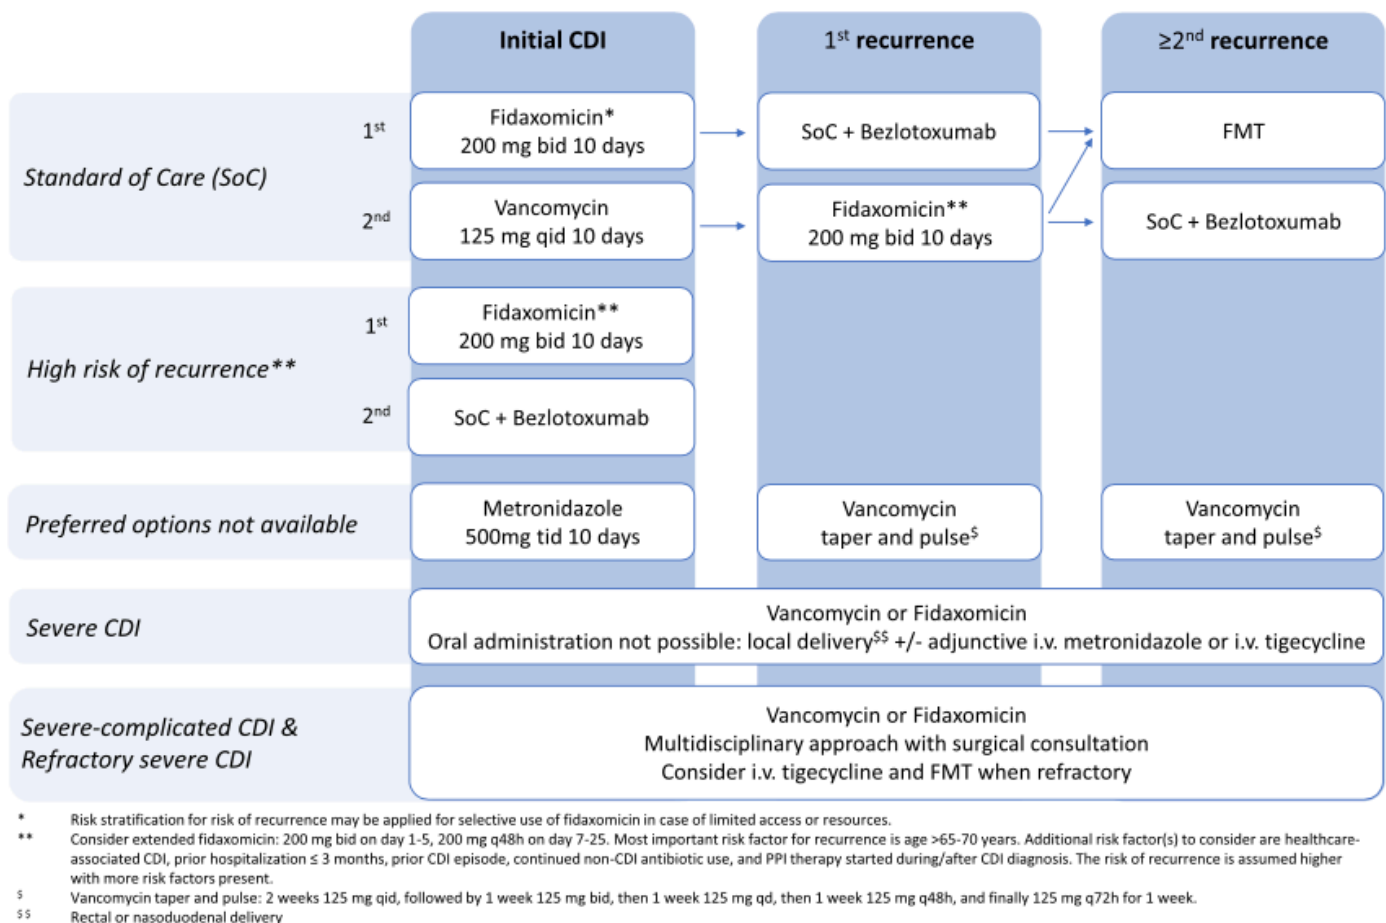 Initial CDI
1st recurrence
≥2nd recurrence
Standard of Care (SoC)
1st
Fidaxomicin*
200 mg bid 10 days
SoC + Bezlotoxumab
FMT
2nd
Vancomycin
125 mg qid 10 days
Fidaxomicin**
200 mg bid 10 days
SoC + Bezlotoxumab
High risk of recurrence**
1st
Fidaxomicin**
200 mg bid 10 days
2nd
SoC + Bezlotoxumab
Preferred options not available
Metronidazole
500mg tid 10 days
Vancomycin
taper and pulse$
Vancomycin
taper and pulse$
Severe CDI
Vancomycin or Fidaxomicin
Oral administration not possible: local delivery$$ +/- adjunctive i.v. metronidazole or i.v. tigecycline
Severe-complicated CDI &
Refractory severe CDI
Vancomycin or Fidaxomicin
Multidisciplinary approach with surgical consultation
Consider i.v. tigecycline and FMT when refractory
* Risk stratification for risk of recurrence may be applied for selective use of fidaxomicin in case of limited access or resources.
** Consider extended fidaxomicin: 200 mg bid on day 1-5, 200 mg q48h on day 7-25. Most important risk factor for recurrence is age >65-70 years. Additional risk factor(s) to consider are healthcare-
associated CDI, prior hospitalization ≤ 3 months, prior CDI episode, continued non-CDI antibiotic use, and PPI therapy started during/after CDI diagnosis. The risk of recurrence is assumed higher
with more risk factors present.
$ Vancomycin taper and pulse: 2 weeks 125 mg qid, followed by 1 week 125 mg bid, then 1 week 125 mg qd, then 1 week 125 mg q48h, and finally 125 mg q72h for 1 week.
$$ Rectal or nasoduodenal delivery